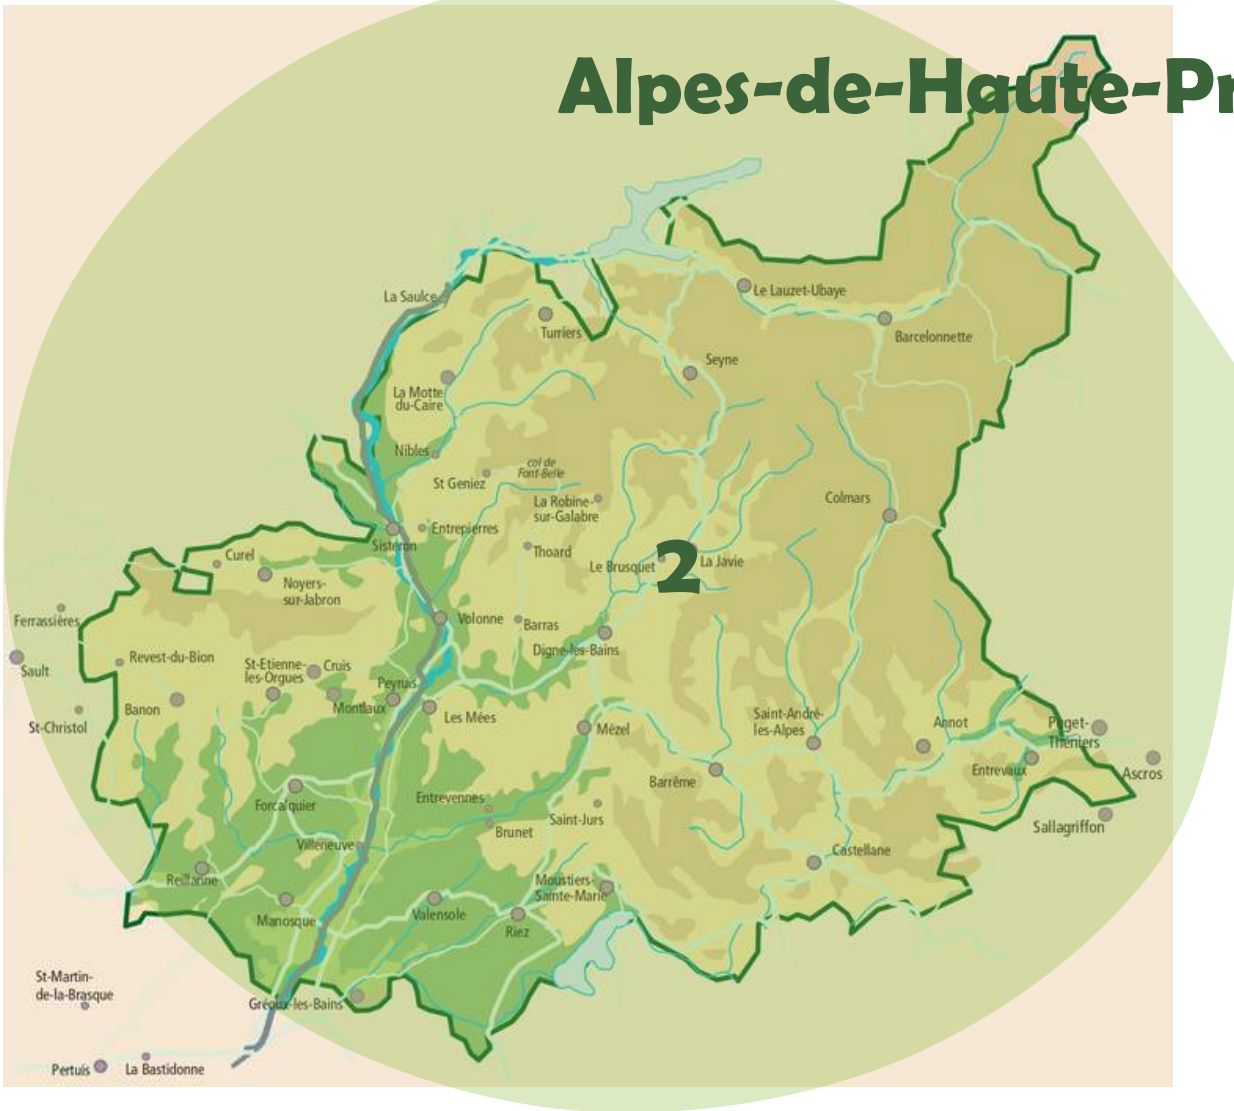 Alpes-de-Haute-Pr
La Saulce
Turriers
Le Lauzet-Ubaye
Barcelonnette
Seyne
La Motte
du-Caire
Nibles
St Geniez
col de
Font-Belle
La Robine-
sur-Galabre
Colmars
Sisteron
Entrepierres
Thoard
Le Brusquet
2
La Javie
Curel
Noyers-
sur-Jabron
Ferrassières
Volonne
Barras
Digne-les-Bains
Sault
Revest-du-Bion
St-Etienne-
les-Orgues
Cruis
Peyruis
Montlaux
Banon
St-Christol
Les Mées
Mézel
Saint-André-
les-Alpes
Annot
Puget-
Théniers
Entrevaux
Ascros
Barrême
Forcalquier
Entrevennes
Brunet
Saint-Jurs
Sallagriffon
Villeneuve
Castellane
Reillanne
Moustiers-
Sainte-Marie
Manosque
Valensole
Riez
St-Martin-
de-la-Brasque
Gréoux-les-Bains
Pertuis
La Bastidonne